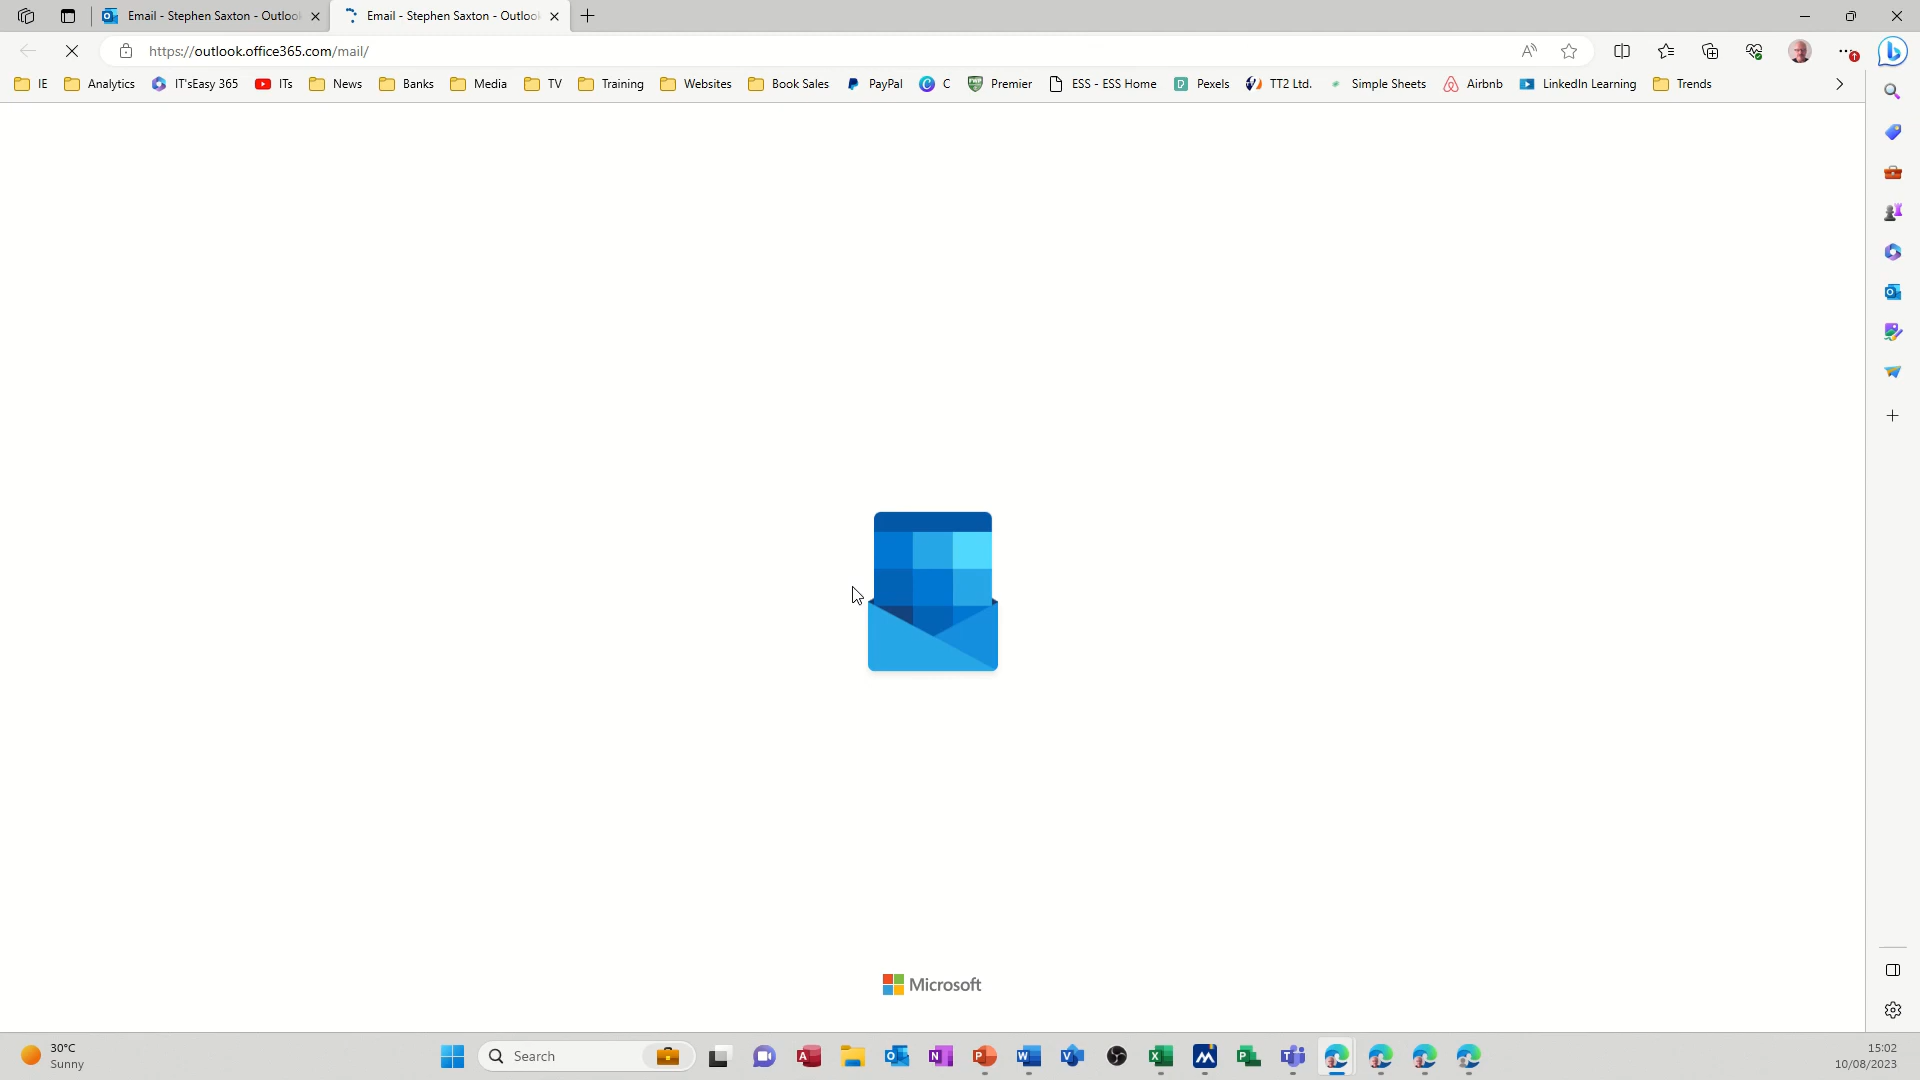 Email - Stephen Saxton - Outlook
Email - Stephen Saxton - Outlook
https://outlook.office365.com/mail/
IE
Analytics
IT'sEasy 365
ITs
News
Banks
Media
TV
Training
Websites
Book Sales
PayPal
C
Premier
ESS - ESS Home
Pexels
TT2 Ltd.
Simple Sheets
Airbnb
LinkedIn Learning
Trends
Microsoft
30°C
Sunny
Search
15:02
10/08/2023